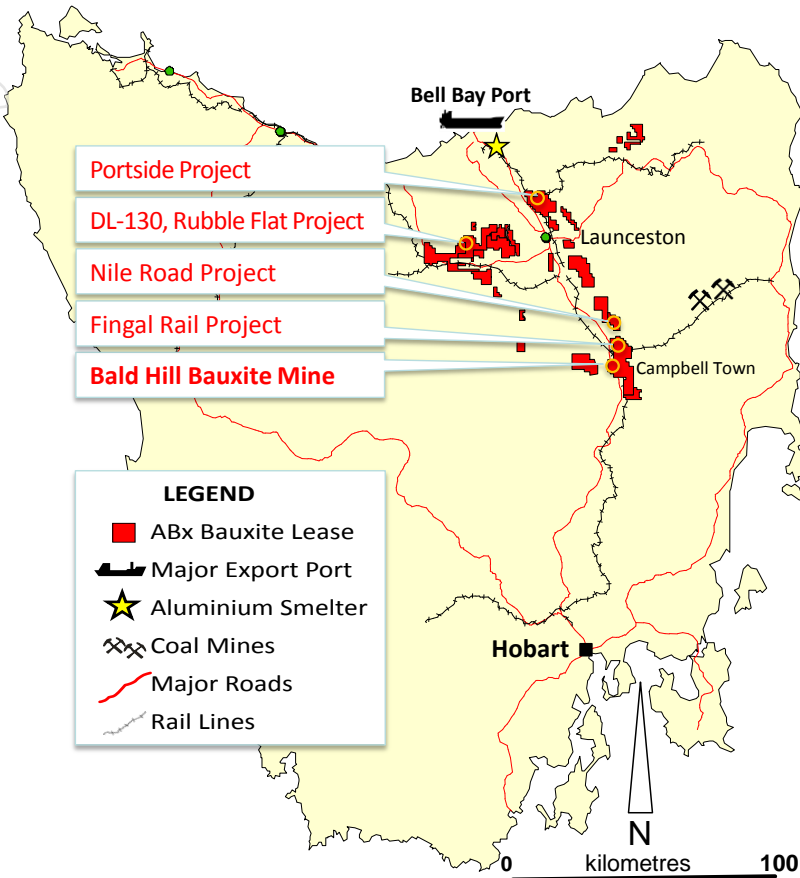 Bell Bay Port
Portside Project
DL-130, Rubble Flat Project
Launceston
Nile Road Project
Fingal Rail Project
Bald Hill Bauxite Mine
Campbell Town
LEGEND
ABx Bauxite Lease
Major Export Port
Aluminium Smelter
Coal Mines
Major Roads
Rail Lines
Hobart
N
0 kilometres 100